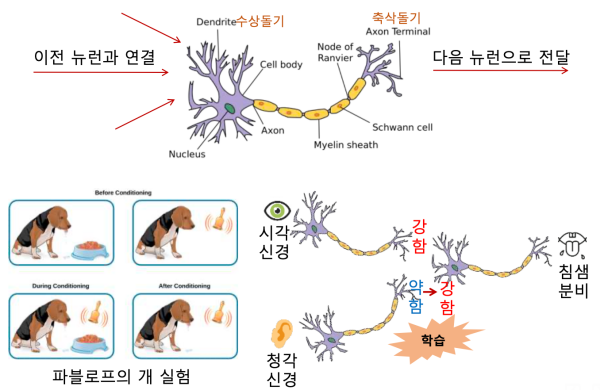 Dendrite수상돌기
축삭돌기
Axon Terminal
이전 뉴런과 연결
Node of
Ranvier
다음 뉴런으로 전달
Cell body
Axon
Schwann cell
Myelin sheath
Nucleus
Before Conditioning
During Conditioning
After Conditioning
파블로프의 개 실험
시각
신경
강
함
침샘
분비
약
함
강
함
학습
청각
신경